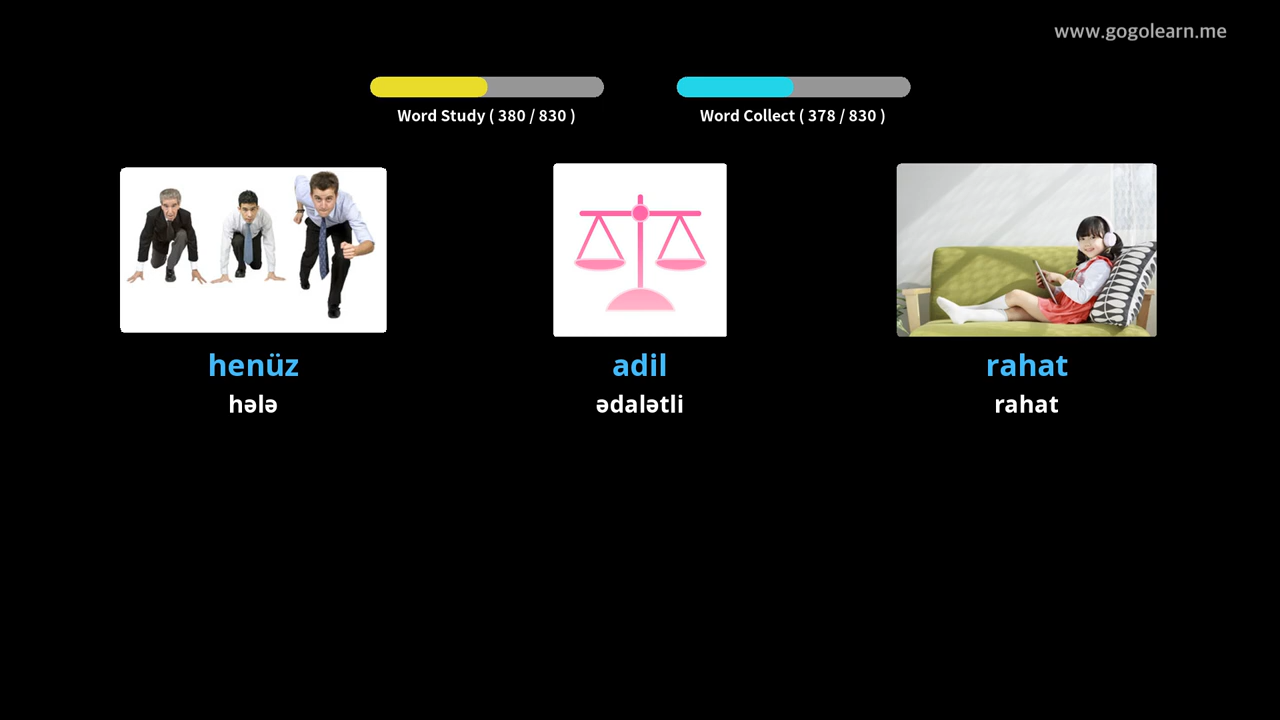 www.gogolearn.me
Word Study ( 380 / 830 )
Word Collect ( 378 / 830 )
henüz
hələ
adil
ədalətli
rahat
rahat